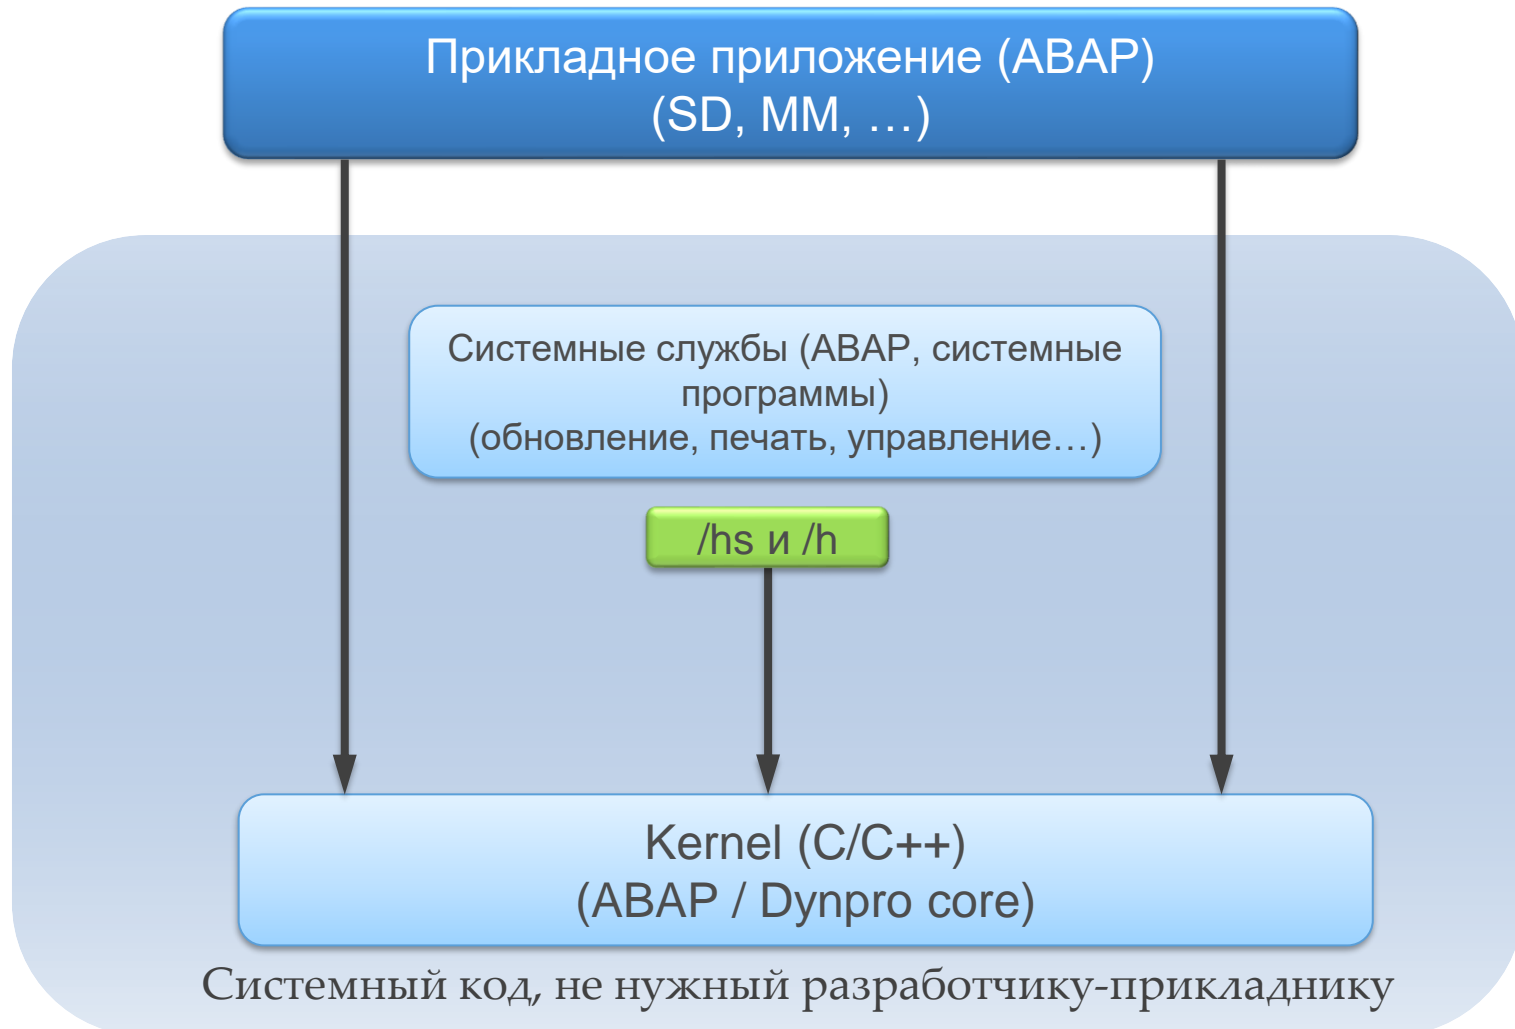 Прикладное приложение (ABAP)
(SD, MM, …)
Системные службы (ABAP, системные
программы)
(обновление, печать, управление…)
/hs и /h
Kernel (C/C++)
(ABAP / Dynpro core)
Системный код, не нужный разработчику-прикладнику